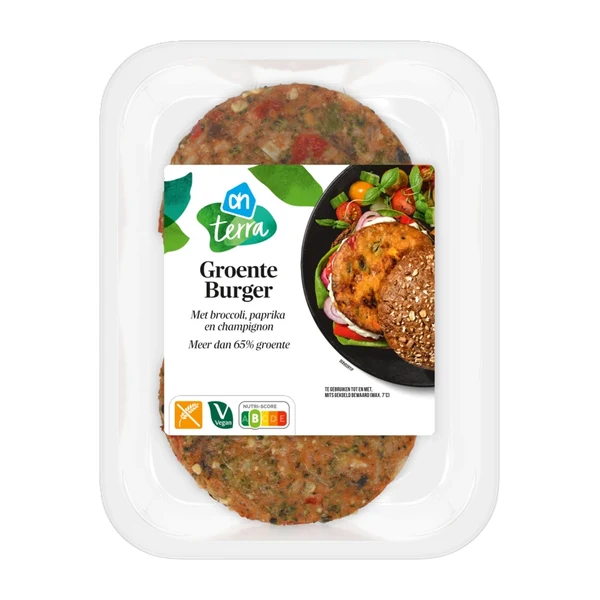 ah
terra
Groente
Burger
Met broccoli, paprika
en champignon
Meer dan 65% groente
TE GEBRUIKEN TOT EN MET,
MITS GEKOELD BEWAARD (MAX. 7°C)
Vegan
NUTRI-SCORE
A B C D E